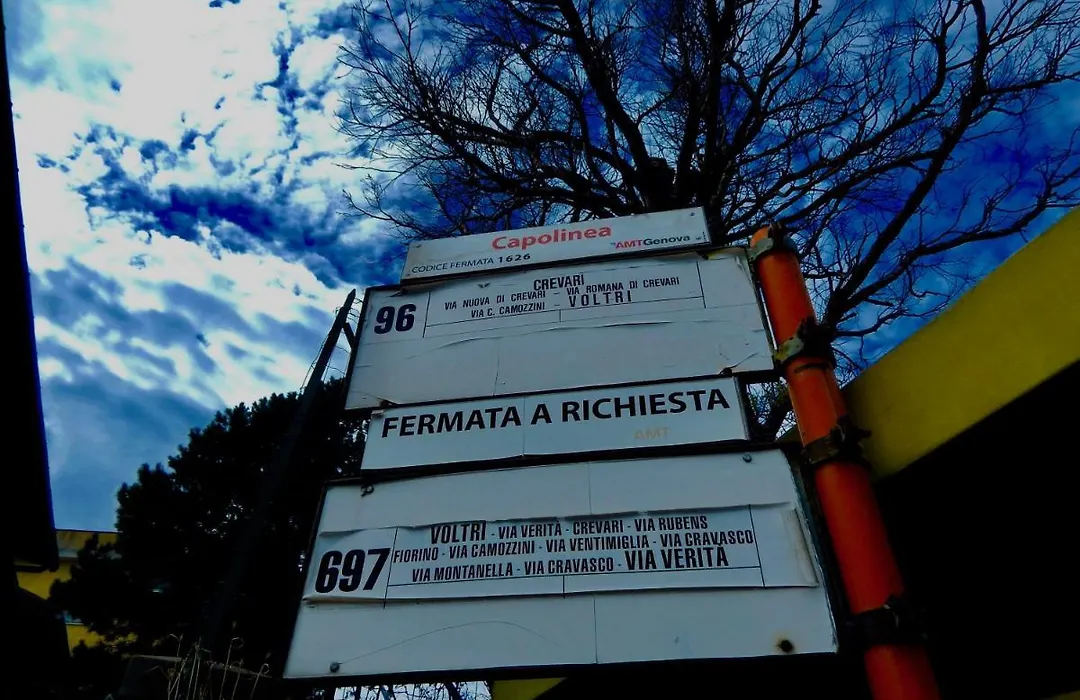 Capolinea
CODICE FERMATA 1626 AMTGenova
96
CREVARI
VIA NUOVA DI CREVARI - VIA ROMANA DI CREVARI
VIA C. CAMOZZINI - VOLTRI
FERMATA A RICHIESTA
AMT
697
VOLTRI - VIA VERITÀ - CREVARI - VIA RUBENS
FIORINO - VIA CAMOZZINI - VIA VENTIMIGLIA - VIA CRAVASCO
VIA MONTANELLA - VIA CRAVASCO - VIA VERITÀ